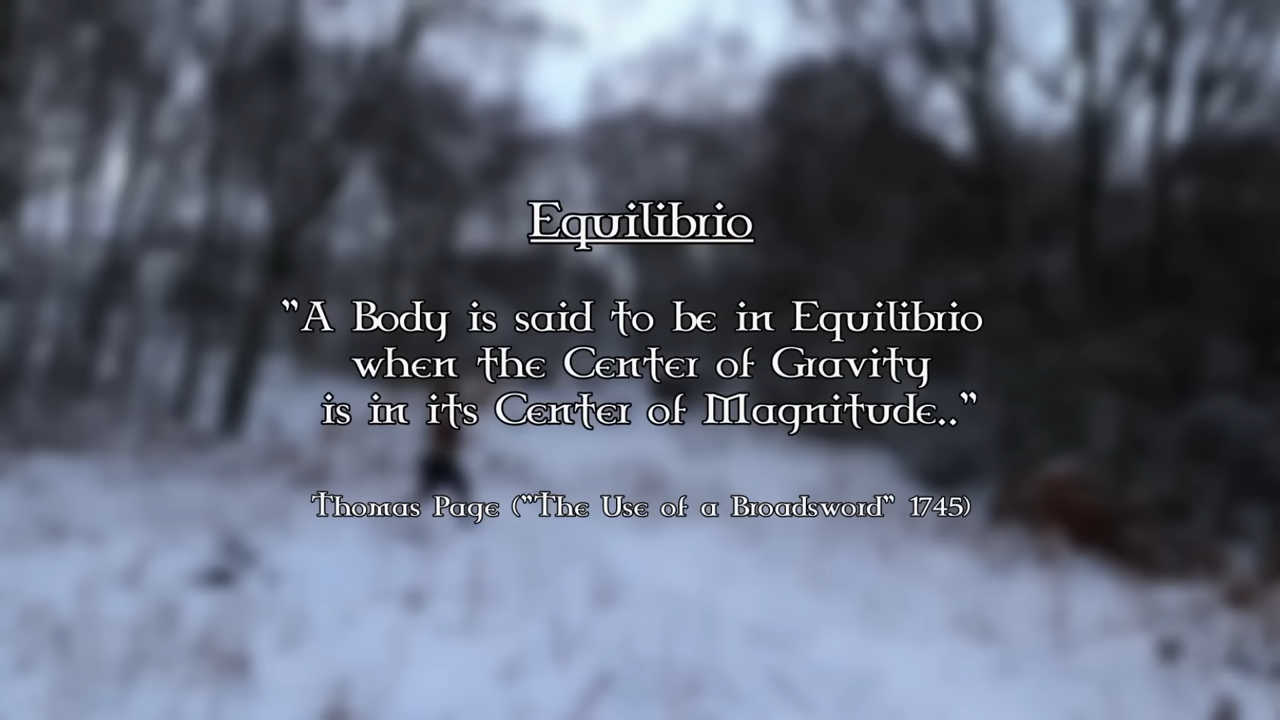 Equilibrio
"A Body is said to be in Equilibrio
when the Center of Gravity
is in its Center of Magnitude.."
Thomas Page ("The Use of a Broadsword" 1745)